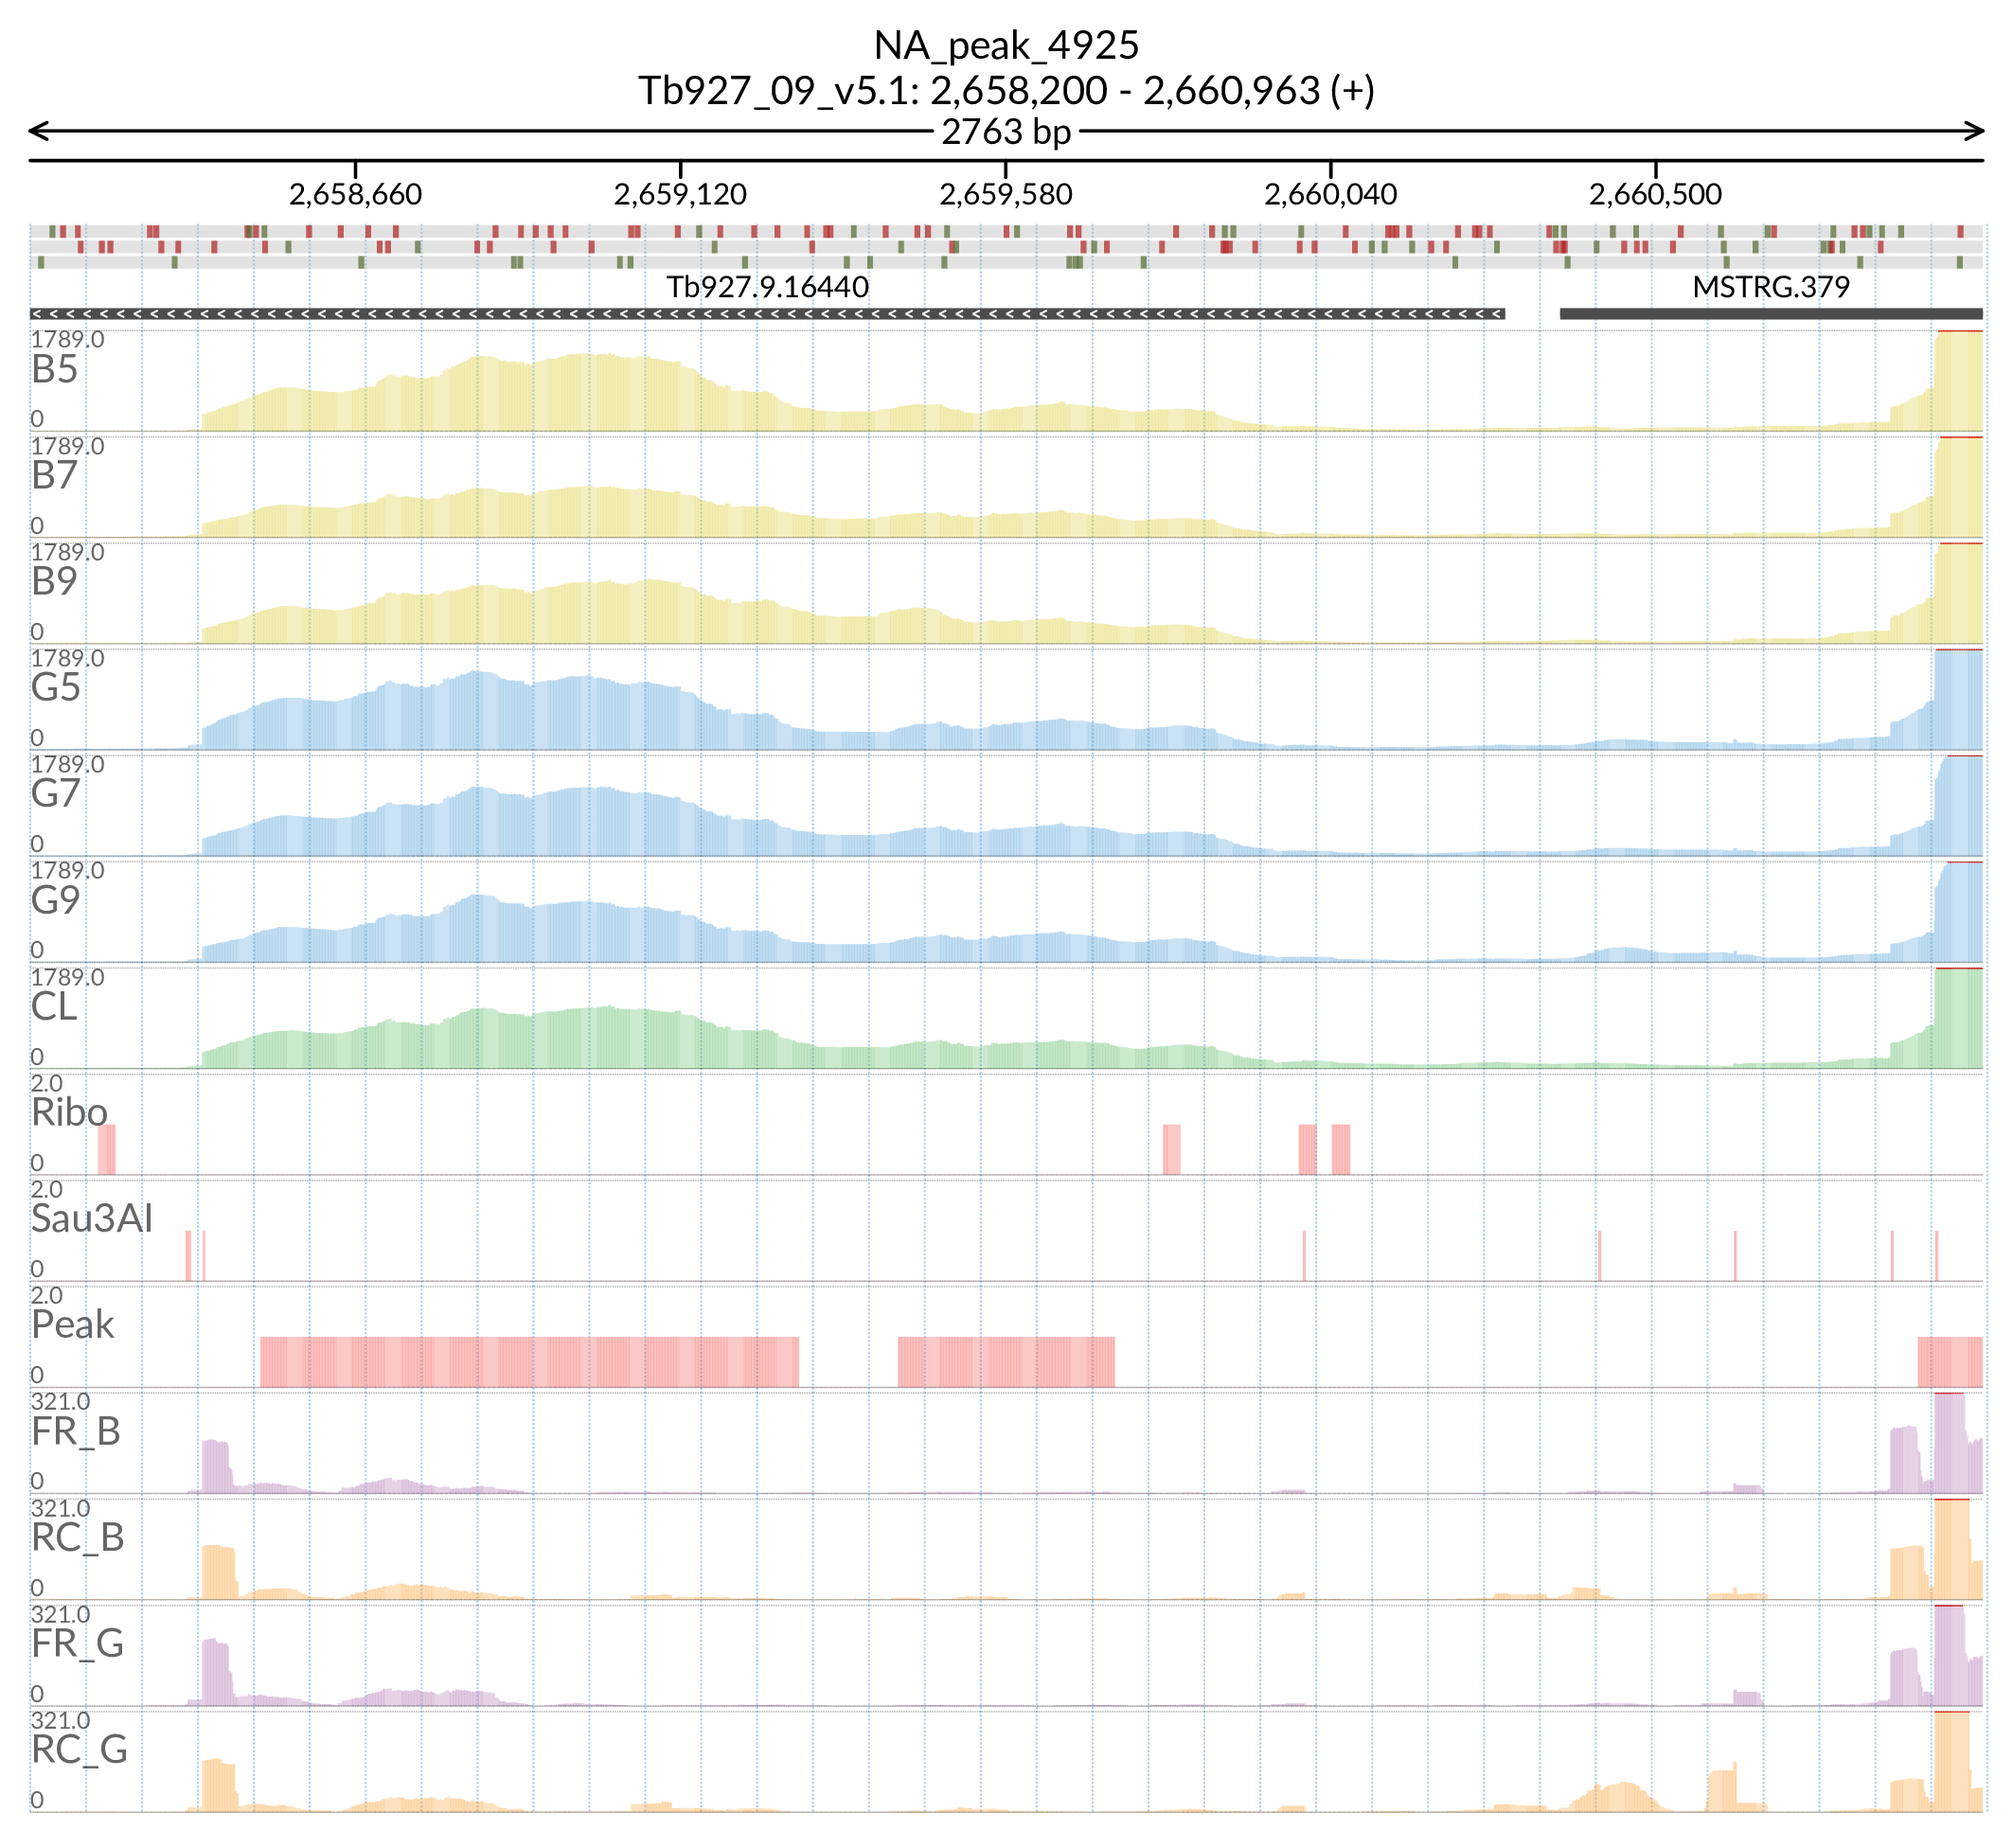 NA_peak_4925
Tb927_09_v5.1: 2,658,200 - 2,660,963 (+)
2763 bp
2,658,660 2,659,120 2,659,580 2,660,040 2,660,500
Tb927.9.16440 MSTRG.379
1789.0
B5
0
1789.0
B7
0
1789.0
B9
0
1789.0
G5
0
1789.0
G7
0
1789.0
G9
0
1789.0
CL
0
2.0
Ribo
0
2.0
Sau3AI
0
2.0
Peak
0
321.0
FR_B
0
321.0
RC_B
0
321.0
FR_G
0
321.0
RC_G
0